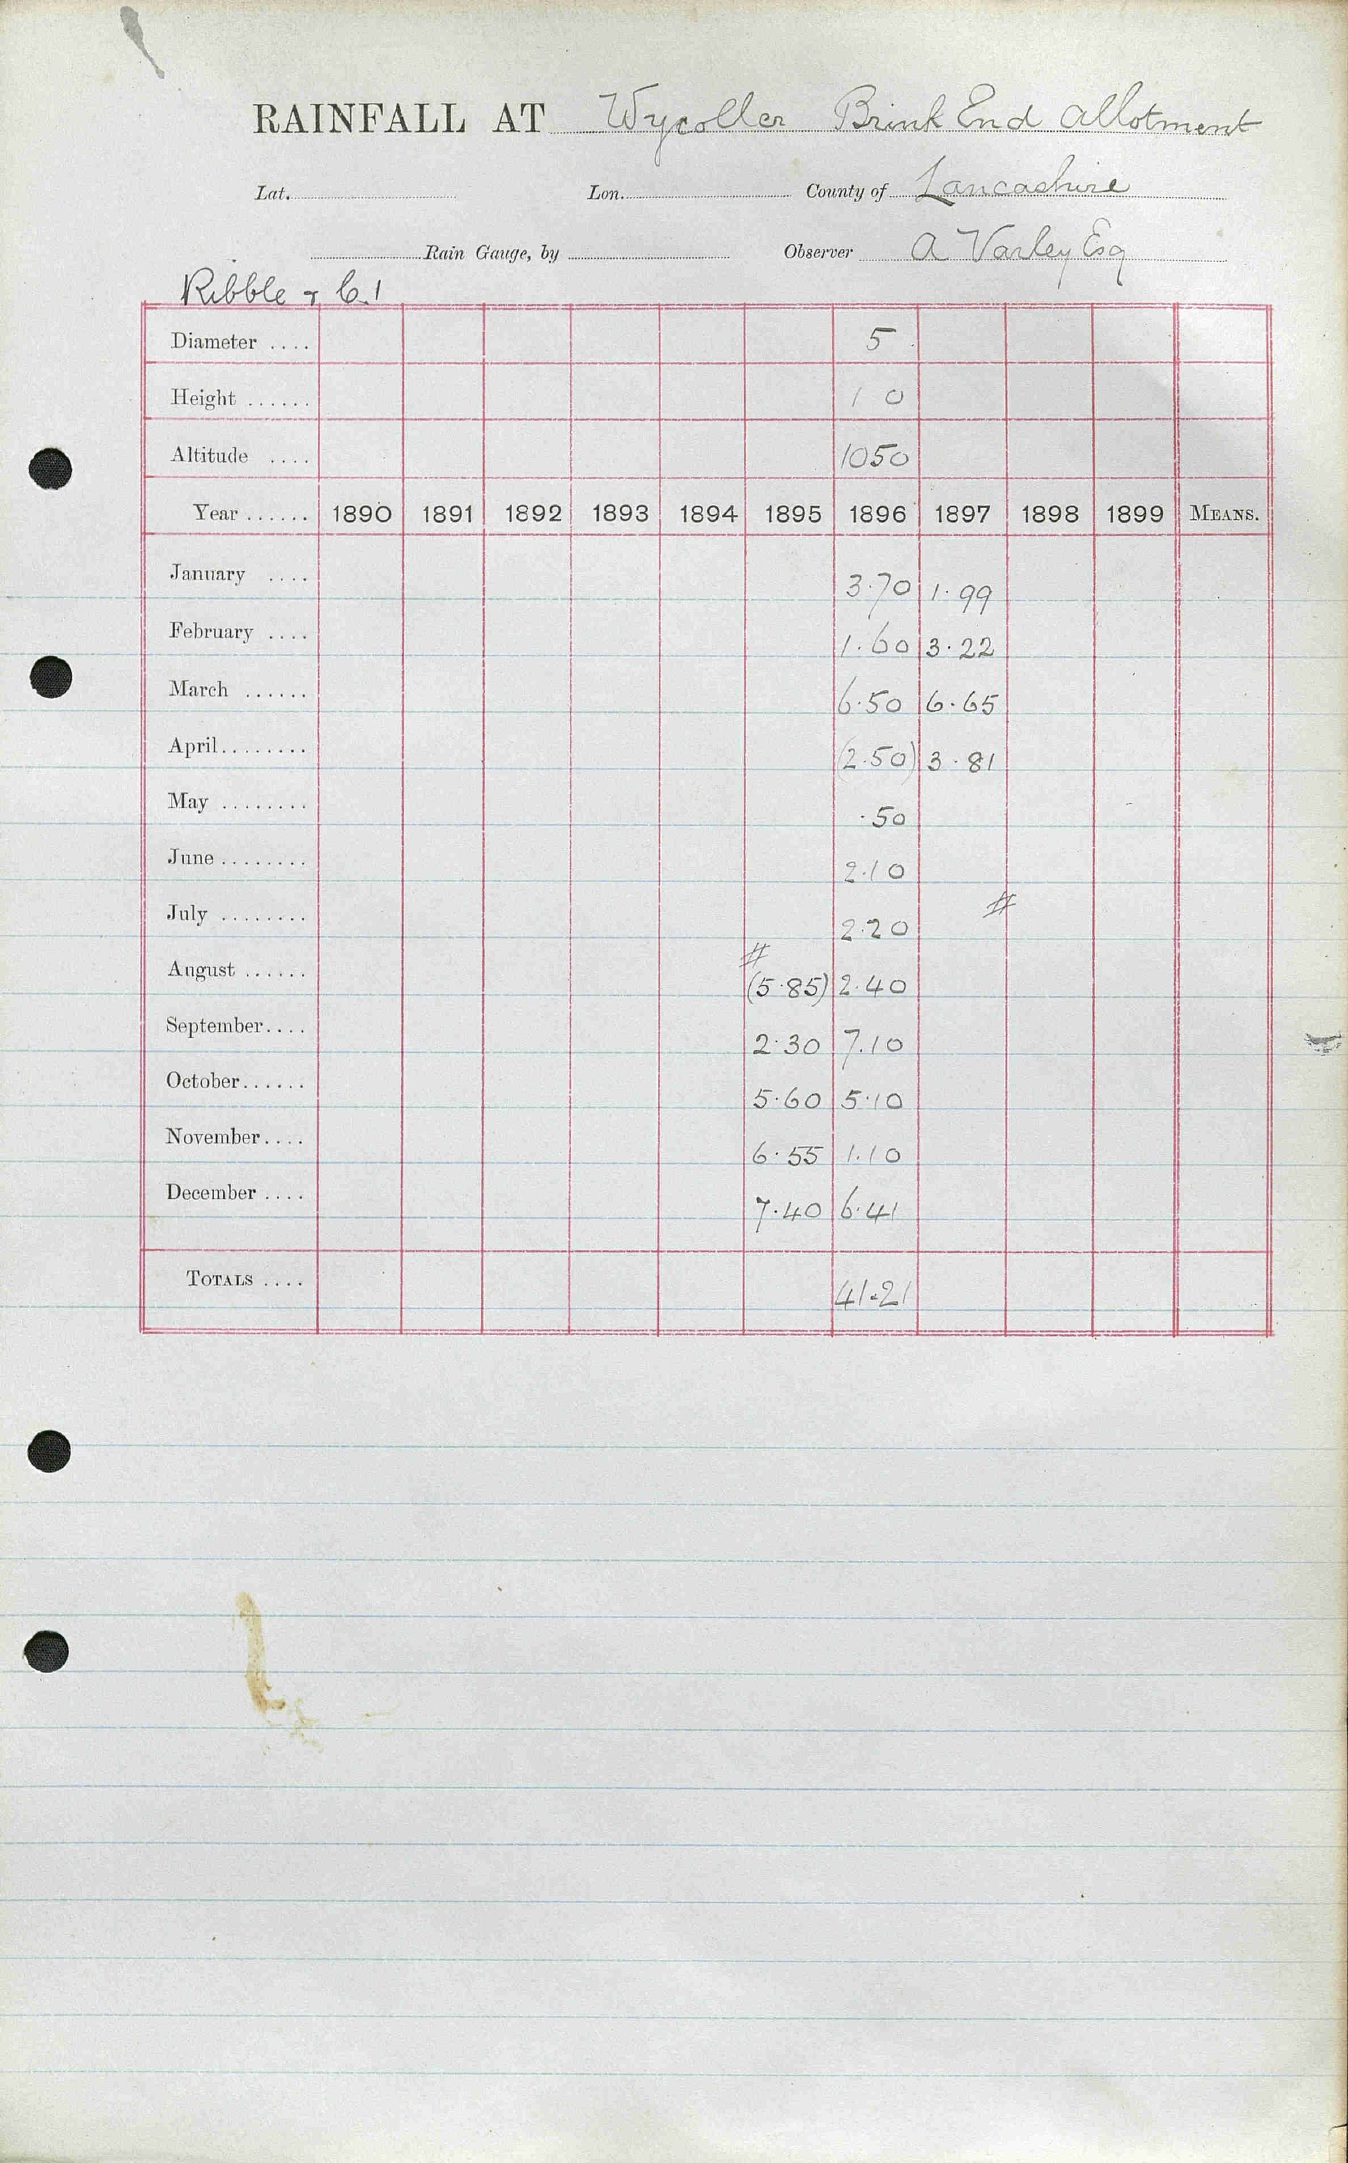 RAINFALL AT Wycoller Brink End Allotment
Lat. Lon. County of Lancashire
Rain Gauge, by Observer A Varley Esq
Ribble
Diameter .... 5
Height ...... 1 0
Altitude .... 1050
Year ...... 1890 1891 1892 1893 1894 1895 1896 1897 1898 1899 MEANS.
January .... 3.70 1.99
February .... 1.60 3.22
March ...... 6.50 6.65
April ........ (2.50) 3.81
May ........ .50
June ........ 2.10
July ........ 2.20 #
August ...... # (5.85) 2.40
September .... 2.30 7.10
October ...... 5.60 5.10
November .... 6.55 1.10
December .... 7.40 6.41
TOTALS .... 41.21